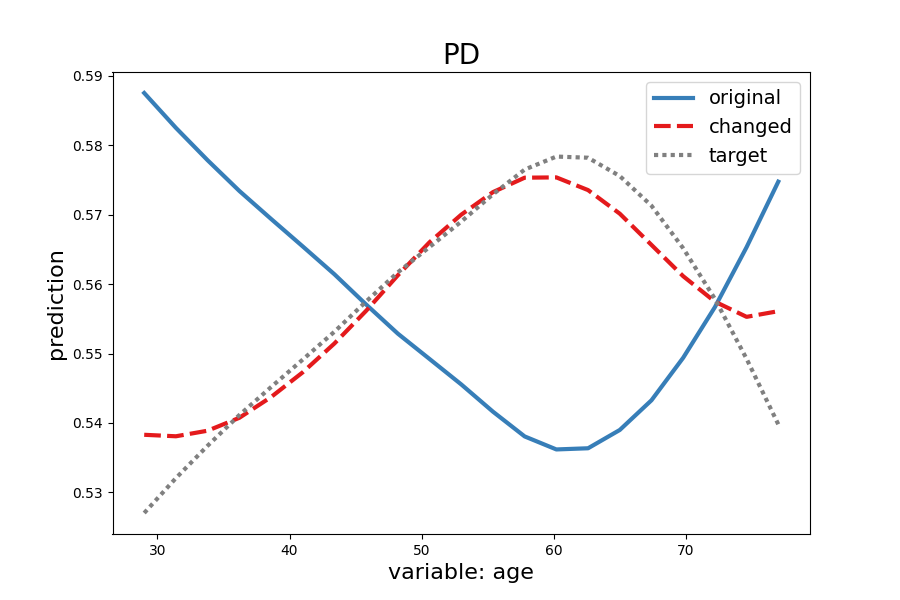 PD
original
changed
target
prediction
0.59
0.58
0.57
0.56
0.55
0.54
0.53
30 40 50 60 70
variable: age